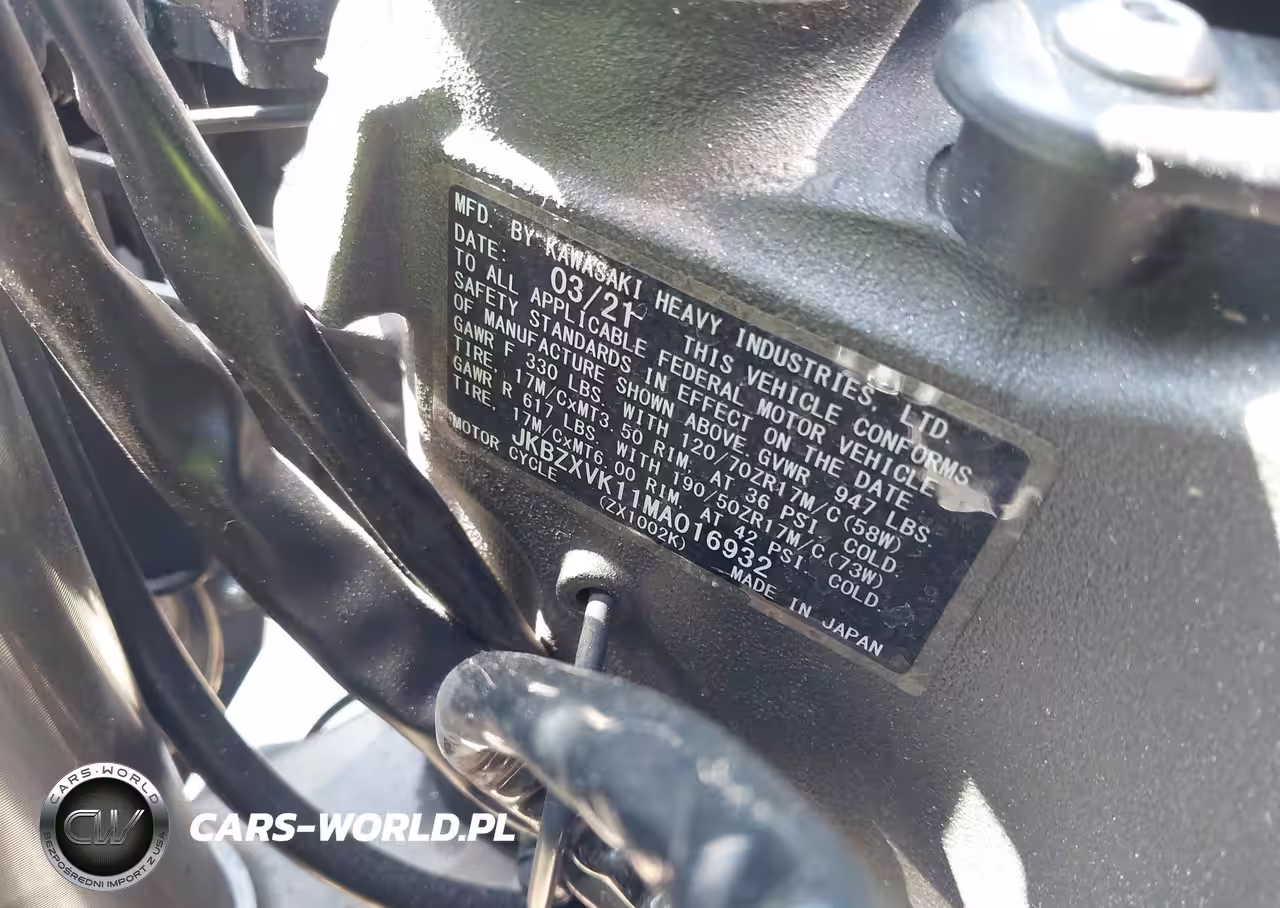 MFD. BY KAWASAKI HEAVY INDUSTRIES, LTD.
DATE: 03/21 THIS VEHICLE CONFORMS
TO ALL APPLICABLE FEDERAL MOTOR VEHICLE
SAFETY STANDARDS IN EFFECT ON THE DATE
OF MANUFACTURE SHOWN ABOVE. GVWR 947 LBS
GAWR F 330 LBS. WITH 120/70ZR17M/C(58W)
TIRE, 17M/CxMT3.50 RIM, AT 36 PSI. COLD.
GAWR R 617 LBS. WITH 190/50ZR17M/C(73W)
TIRE, 17M/CxMT6.00 RIM, AT 42 PSI. COLD.
JKBZXVK11MA016932
MOTOR CYCLE (ZX1002K) MADE IN JAPAN
CARS-WORLD
CW
BEZPOŚREDNI IMPORT Z USA
CARS-WORLD.PL